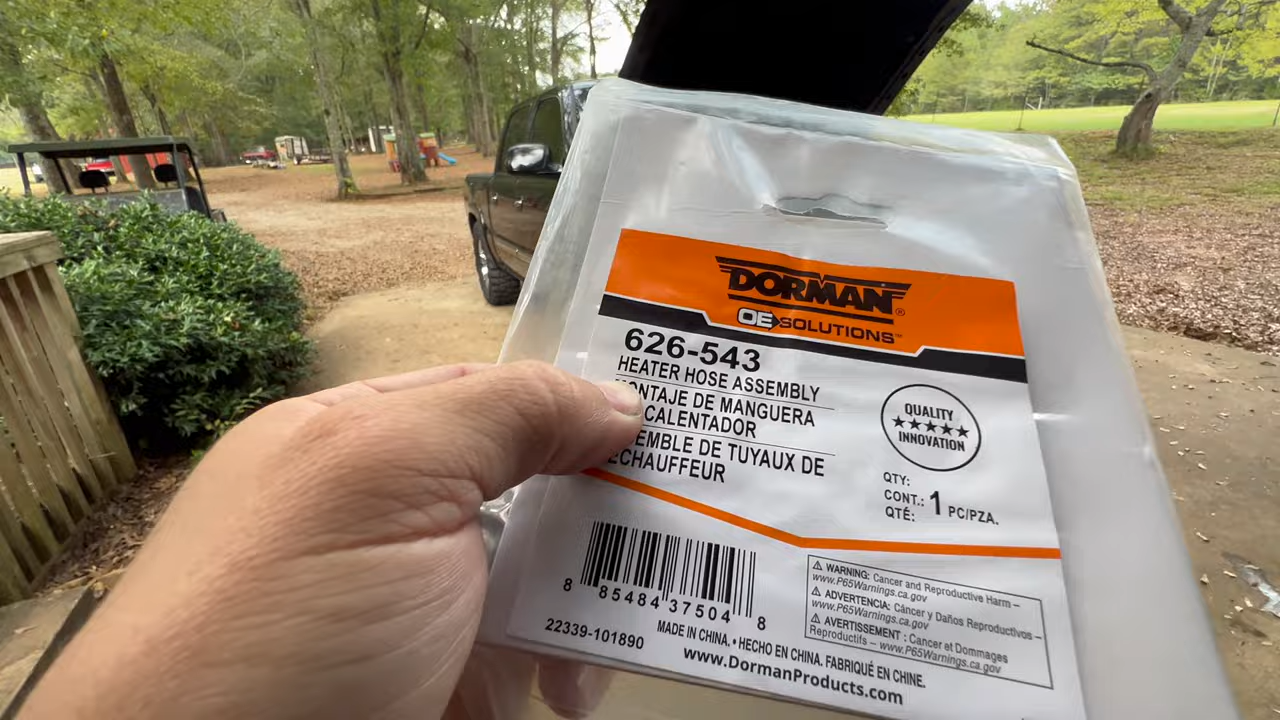 DORMAN®
OE SOLUTIONS™
626-543
HEATER HOSE ASSEMBLY
MONTAJE DE MANGUERA
CALENTADOR
DE TUYAUX DE
QUALITY
★★★★★
INNOVATION
QTY:
CONT.: 1 PC/PZA.
QTÉ:
8 85484 37504 8
22339-101890
⚠ WARNING: Cancer and Reproductive Harm –
www.P65Warnings.ca.gov
⚠ ADVERTENCIA: Cáncer y Daños Reproductivos –
www.P65Warnings.ca.gov
⚠ AVERTISSEMENT : Cancer et Dommages
Reproductifs – www.P65Warnings.ca.gov
MADE IN CHINA. • HECHO EN CHINA. FABRIQUÉ EN CHINE.
www.DormanProducts.com